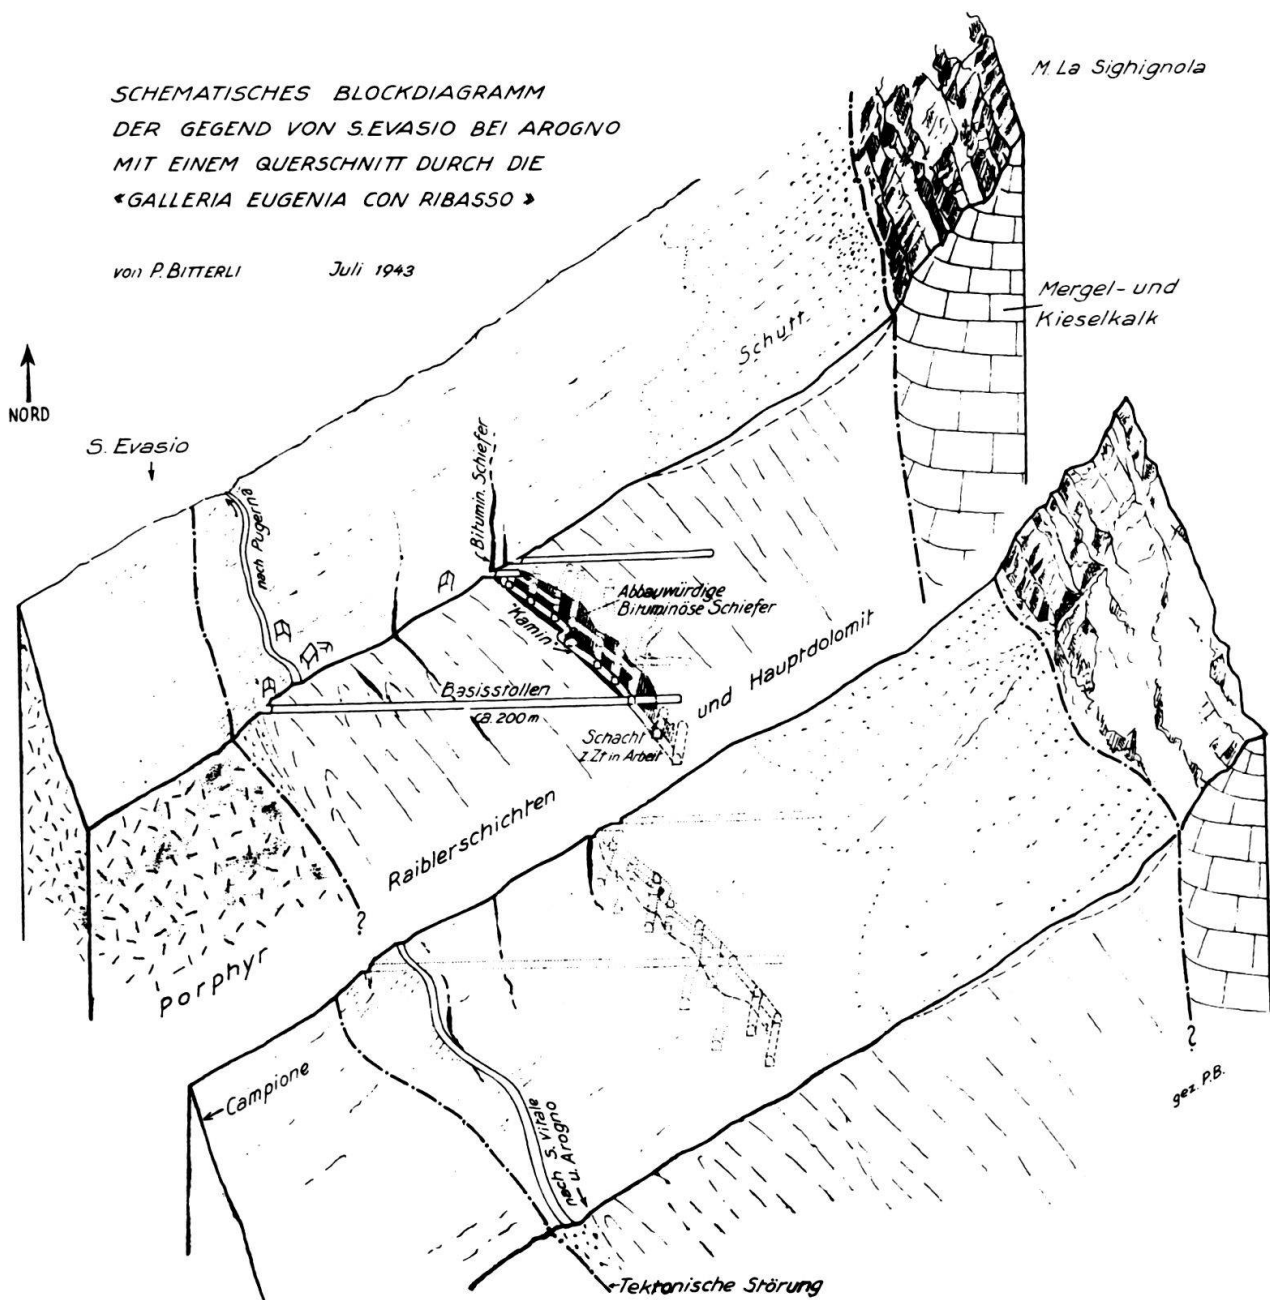 SCHEMATISCHES BLOCKDIAGRAMM
DER GEGEND VON S.EVASIO BEI AROGNO
MIT EINEM QUERSCHNITT DURCH DIE
«GALLERIA EUGENIA CON RIBASSO»
von P. BITTERLI Juli 1943
M. La Sighignola
Mergel- und
Kieselkalk
Schutt
NORD
S. Evasio
nach Pugerna
Bitumin. Schiefer
Abbauwürdige
Bituminöse Schiefer
"Kamin"
Basisstollen
ca. 200 m
Schacht
z. Zt in Arbeit
Raiblerschichten und Hauptdolomit
?
Porphyr
Campione
nach S. Vitale
u. Arogno
?
gez. P.B.
Tektonische Störung